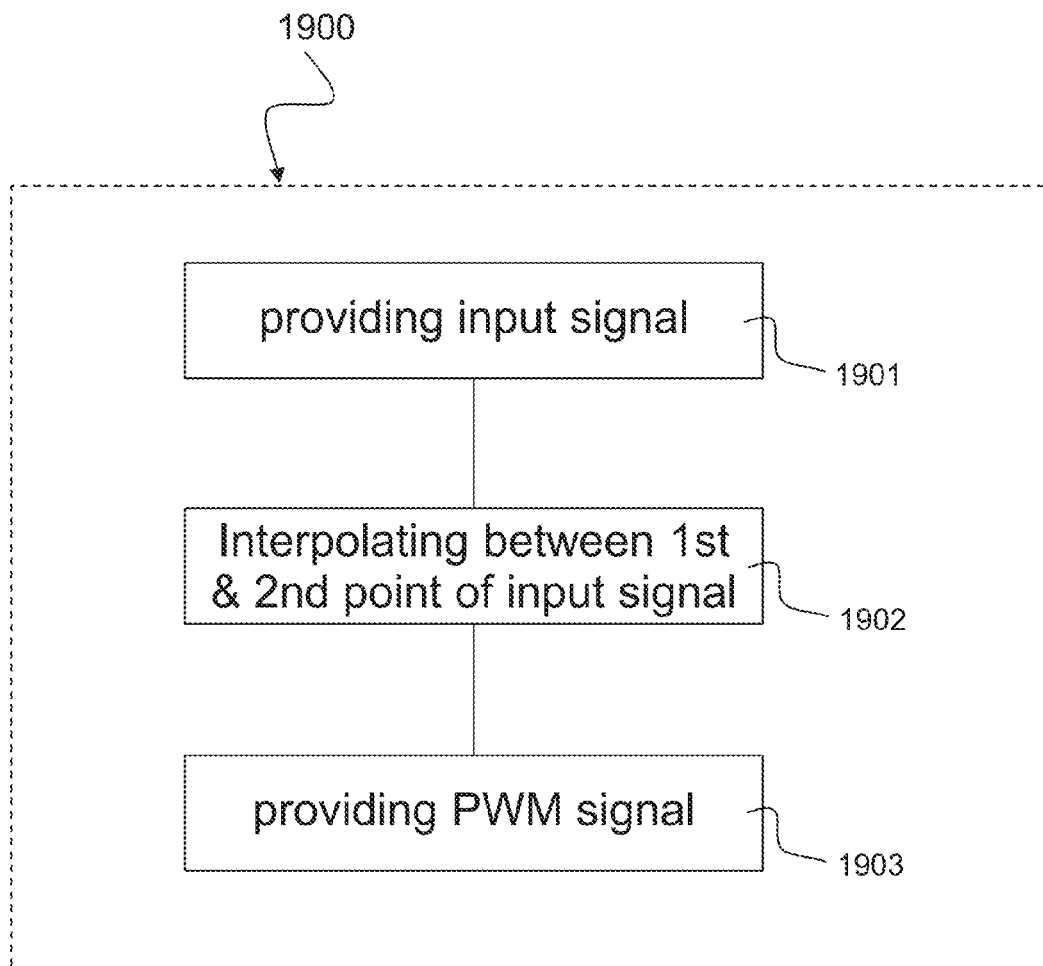 1900
providing input signal
1901
Interpolating between 1st
& 2nd point of input signal
1902
providing PWM signal
1903